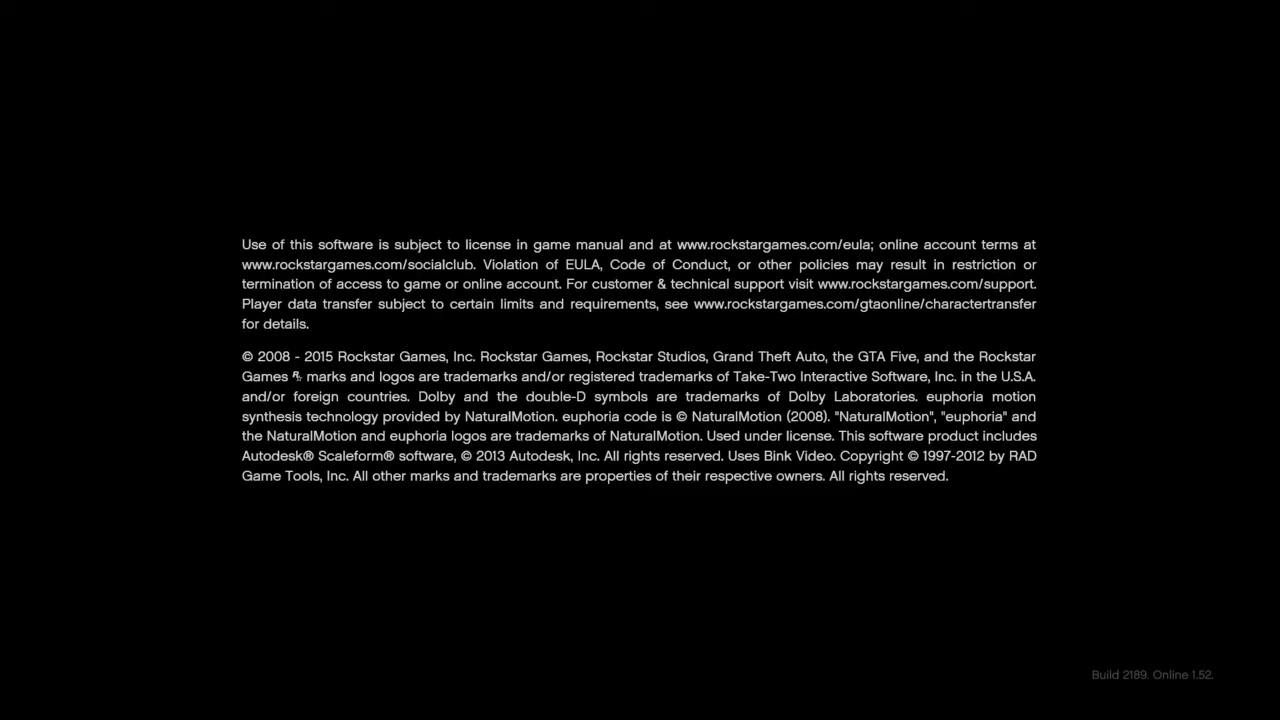 Use of this software is subject to license in game manual and at www.rockstargames.com/eula; online account terms at
www.rockstargames.com/socialclub. Violation of EULA, Code of Conduct, or other policies may result in restriction or
termination of access to game or online account. For customer & technical support visit www.rockstargames.com/support.
Player data transfer subject to certain limits and requirements, see www.rockstargames.com/gtaonline/charactertransfer
for details.
© 2008 - 2015 Rockstar Games, Inc. Rockstar Games, Rockstar Studios, Grand Theft Auto, the GTA Five, and the Rockstar
Games R* marks and logos are trademarks and/or registered trademarks of Take-Two Interactive Software, Inc. in the U.S.A.
and/or foreign countries. Dolby and the double-D symbols are trademarks of Dolby Laboratories. euphoria motion
synthesis technology provided by NaturalMotion. euphoria code is © NaturalMotion (2008). "NaturalMotion", "euphoria" and
the NaturalMotion and euphoria logos are trademarks of NaturalMotion. Used under license. This software product includes
Autodesk® Scaleform® software, © 2013 Autodesk, Inc. All rights reserved. Uses Bink Video. Copyright © 1997-2012 by RAD
Game Tools, Inc. All other marks and trademarks are properties of their respective owners. All rights reserved.
Build 2189. Online 1.52.